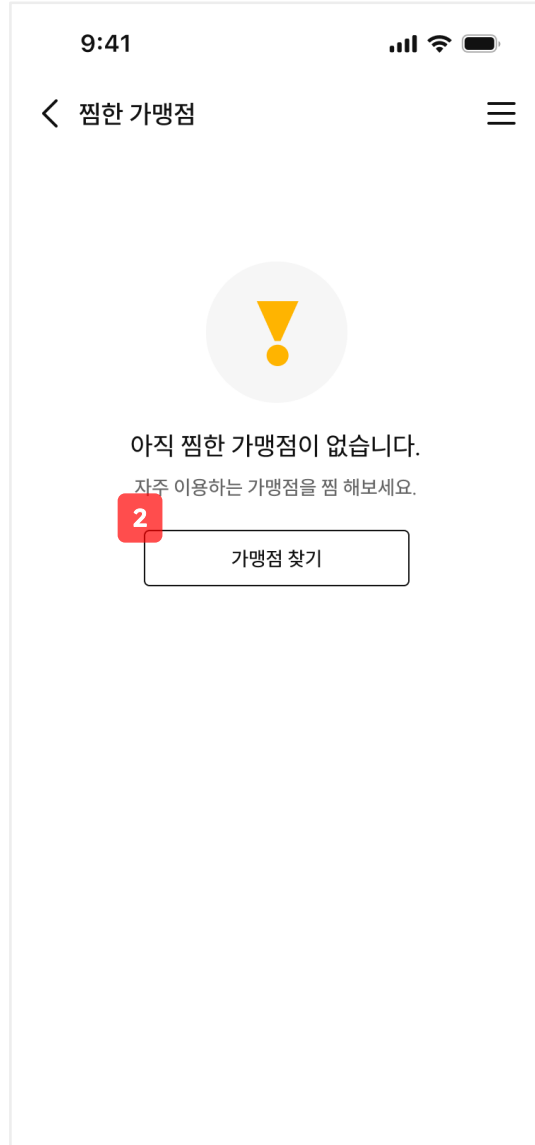 9:41
찜한 가맹점
아직 찜한 가맹점이 없습니다.
자주 이용하는 가맹점을 찜 해보세요.
2
가맹점 찾기